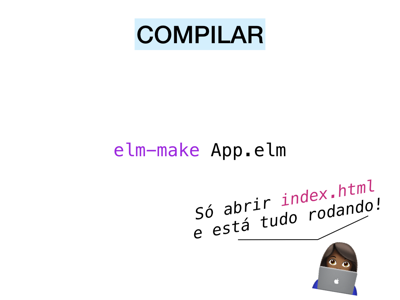 COMPILAR
elm-make App.elm
Só abrir index.html
e está tudo rodando!